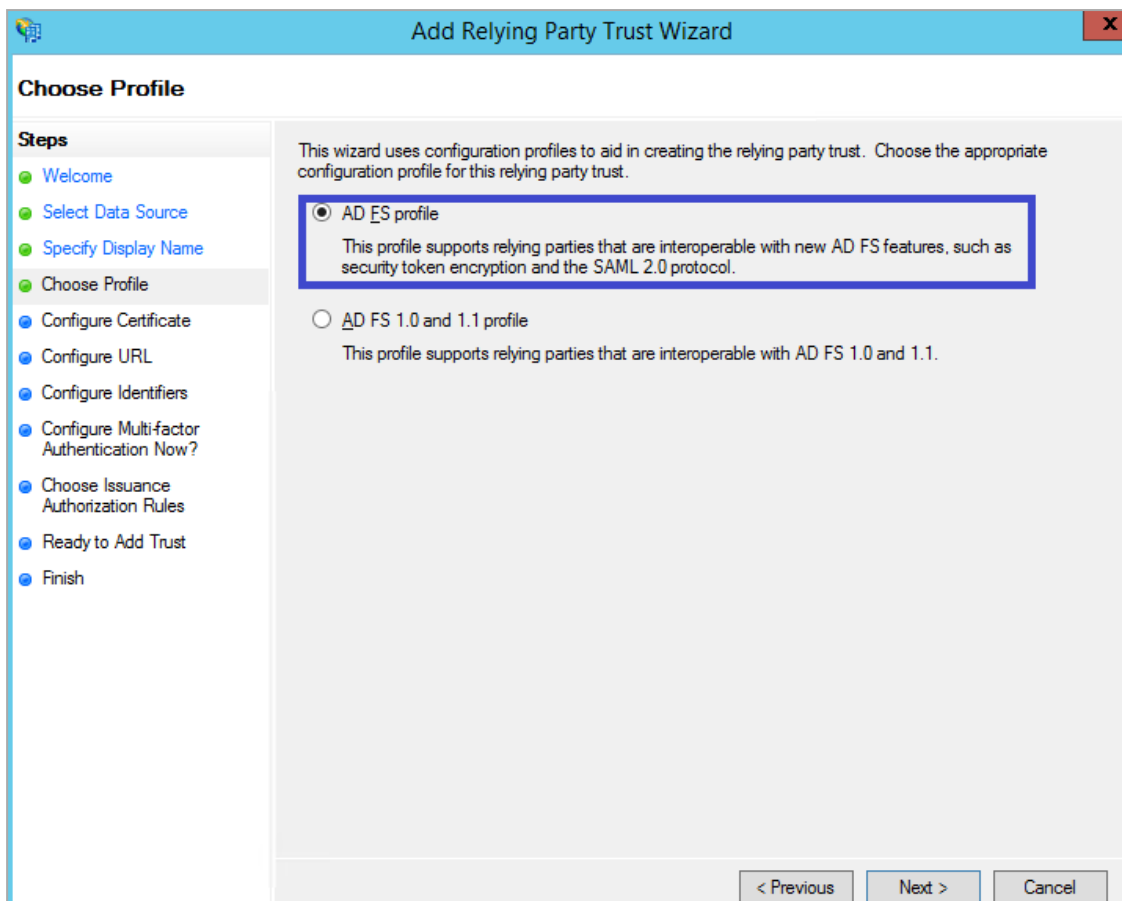 Add Relying Party Trust Wizard
X
Choose Profile
Steps
Welcome
Select Data Source
Specify Display Name
Choose Profile
Configure Certificate
Configure URL
Configure Identifiers
Configure Multi-factor
Authentication Now?
Choose Issuance
Authorization Rules
Ready to Add Trust
Finish
This wizard uses configuration profiles to aid in creating the relying party trust.  Choose the appropriate
configuration profile for this relying party trust.
AD FS profile
This profile supports relying parties that are interoperable with new AD FS features, such as
security token encryption and the SAML 2.0 protocol.
AD FS 1.0 and 1.1 profile
This profile supports relying parties that are interoperable with AD FS 1.0 and 1.1.
< Previous
Next >
Cancel